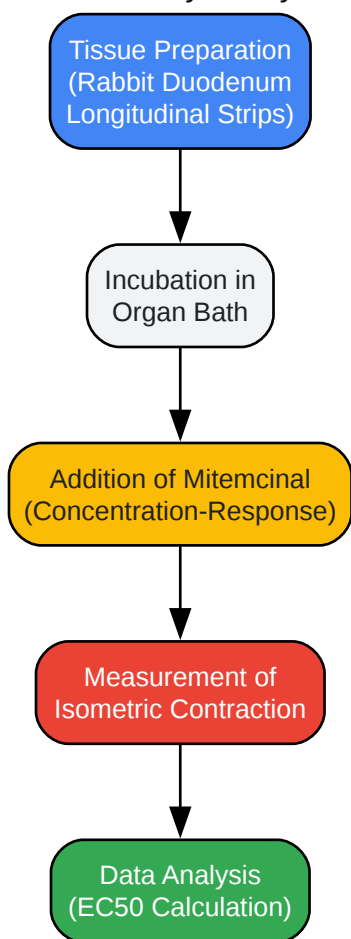 Tissue Preparation
(Rabbit Duodenum
Longitudinal Strips)
Incubation in
Organ Bath
Addition of Mitemcinal
(Concentration-Response)
Measurement of
Isometric Contraction
Data Analysis
(EC50 Calculation)